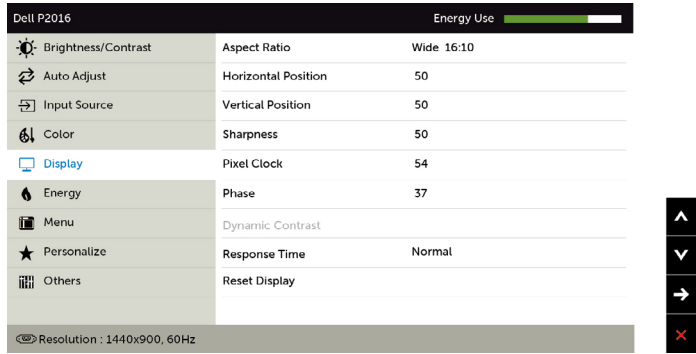 Dell P2016 Energy Use
Brightness/Contrast Aspect Ratio Wide 16:10
Auto Adjust Horizontal Position 50
Input Source Vertical Position 50
Color Sharpness 50
Display Pixel Clock 54
Energy Phase 37
Menu Dynamic Contrast
Personalize Response Time Normal
Others Reset Display
Resolution : 1440x900, 60Hz